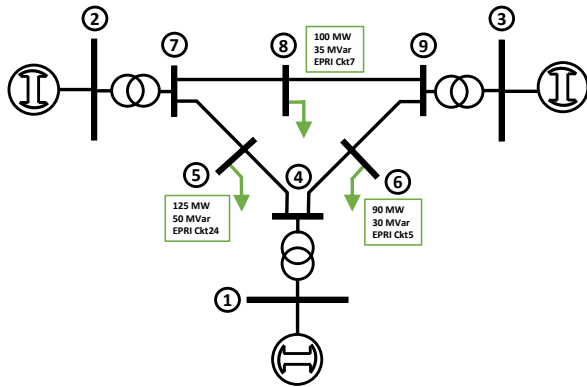 2
3
7
8
9
100 MW
35 MVar
EPRI Ckt7
5
4
6
125 MW
50 MVar
EPRI Ckt24
90 MW
30 MVar
EPRI Ckt5
1